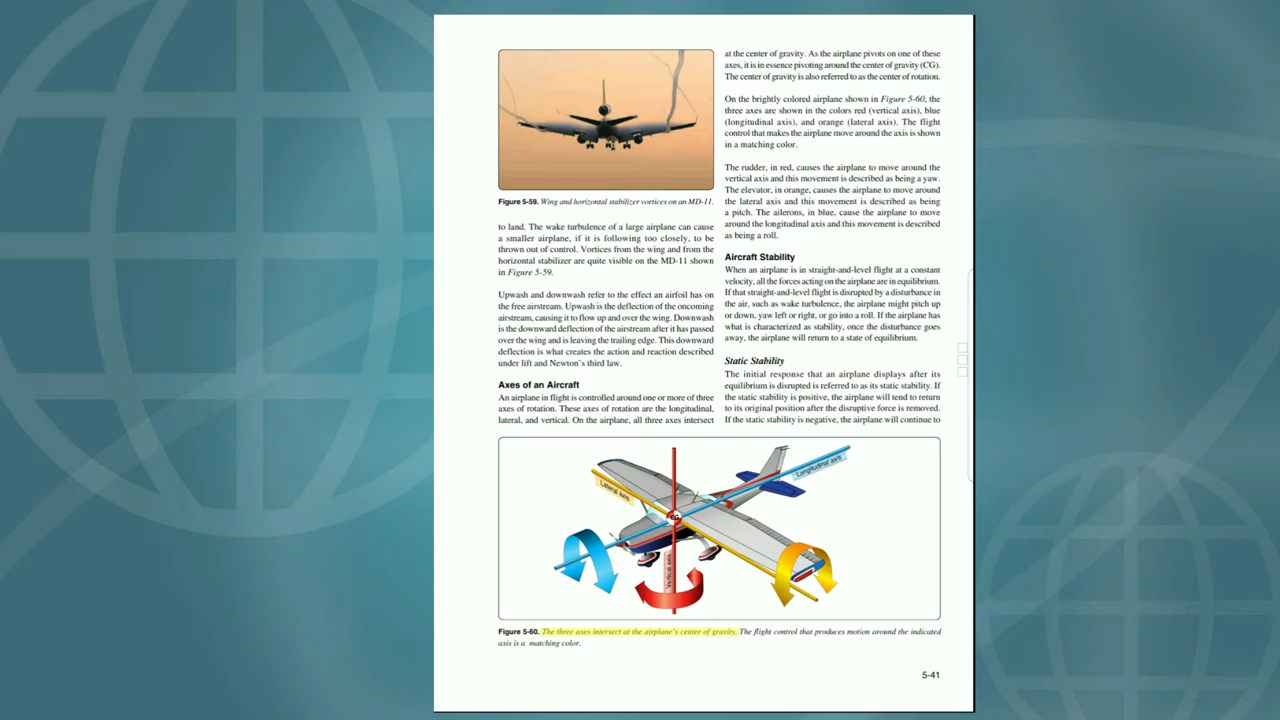 Figure 5-59. Wing and horizontal stabilizer vortices on an MD-11.
to land. The wake turbulence of a large airplane can cause
a smaller airplane, if it is following too closely, to be
thrown out of control. Vortices from the wing and from the
horizontal stabilizer are quite visible on the MD-11 shown
in Figure 5-59.
Upwash and downwash refer to the effect an airfoil has on
the free airstream. Upwash is the deflection of the oncoming
airstream, causing it to flow up and over the wing. Downwash
is the downward deflection of the airstream after it has passed
over the wing and is leaving the trailing edge. This downward
deflection is what creates the action and reaction described
under lift and Newton's third law.
Axes of an Aircraft
An airplane in flight is controlled around one or more of three
axes of rotation. These axes of rotation are the longitudinal,
lateral, and vertical. On the airplane, all three axes intersect
at the center of gravity. As the airplane pivots on one of these
axes, it is in essence pivoting around the center of gravity (CG).
The center of gravity is also referred to as the center of rotation.
On the brightly colored airplane shown in Figure 5-60, the
three axes are shown in the colors red (vertical axis), blue
(longitudinal axis), and orange (lateral axis). The flight
control that makes the airplane move around the axis is shown
in a matching color.
The rudder, in red, causes the airplane to move around the
vertical axis and this movement is described as being a yaw.
The elevator, in orange, causes the airplane to move around
the lateral axis and this movement is described as being
a pitch. The ailerons, in blue, cause the airplane to move
around the longitudinal axis and this movement is described
as being a roll.
Aircraft Stability
When an airplane is in straight-and-level flight at a constant
velocity, all the forces acting on the airplane are in equilibrium.
If that straight-and-level flight is disrupted by a disturbance in
the air, such as wake turbulence, the airplane might pitch up
or down, yaw left or right, or go into a roll. If the airplane has
what is characterized as stability, once the disturbance goes
away, the airplane will return to a state of equilibrium.
Static Stability
The initial response that an airplane displays after its
equilibrium is disrupted is referred to as its static stability. If
the static stability is positive, the airplane will tend to return
to its original position after the disruptive force is removed.
If the static stability is negative, the airplane will continue to
Lateral axis
Longitudinal axis
CG
Vertical axis
Figure 5-60. The three axes intersect at the airplane's center of gravity. The flight control that produces motion around the indicated
axis is a matching color.
5-41